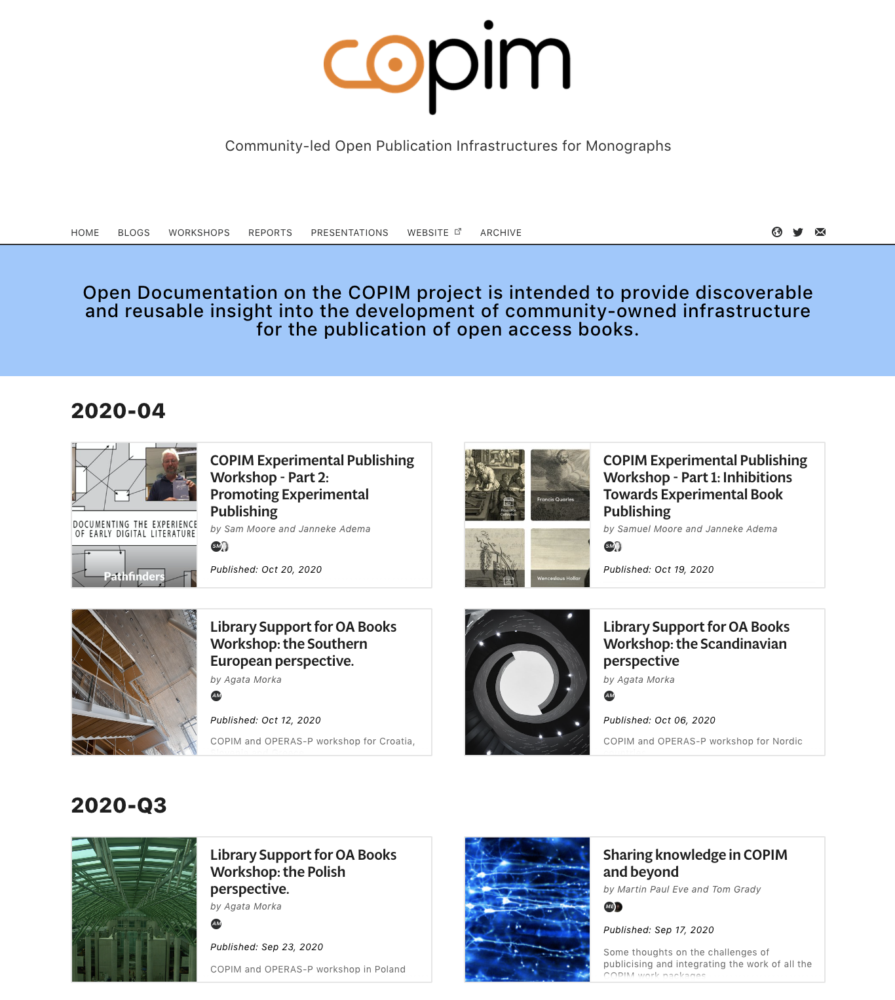 copim
Community-led Open Publication Infrastructures for Monographs
HOME BLOGS WORKSHOPS REPORTS PRESENTATIONS WEBSITE ARCHIVE
Open Documentation on the COPIM project is intended to provide discoverable
and reusable insight into the development of community-owned infrastructure
for the publication of open access books.
2020-04
DOCUMENTING THE EXPERIENCE
OF EARLY DIGITAL LITERATURE
Pathfinders
COPIM Experimental Publishing
Workshop - Part 2:
Promoting Experimental
Publishing
by Sam Moore and Janneke Adema
SM
Published: Oct 20, 2020
Resource
Collection
Francis Quarles
Wenceslaus Hollar
COPIM Experimental Publishing
Workshop - Part 1: Inhibitions
Towards Experimental Book
Publishing
by Samuel Moore and Janneke Adema
SM
Published: Oct 19, 2020
Library Support for OA Books
Workshop: the Southern
European perspective.
by Agata Morka
AM
Published: Oct 12, 2020
COPIM and OPERAS-P workshop for Croatia,
Library Support for OA Books
Workshop: the Scandinavian
perspective
by Agata Morka
AM
Published: Oct 06, 2020
COPIM and OPERAS-P workshop for Nordic
2020-Q3
Library Support for OA Books
Workshop: the Polish
perspective.
by Agata Morka
AM
Published: Sep 23, 2020
COPIM and OPERAS-P workshop in Poland
Sharing knowledge in COPIM
and beyond
by Martin Paul Eve and Tom Grady
ME
Published: Sep 17, 2020
Some thoughts on the challenges of
publicising and integrating the work of all the
COPIM work packages